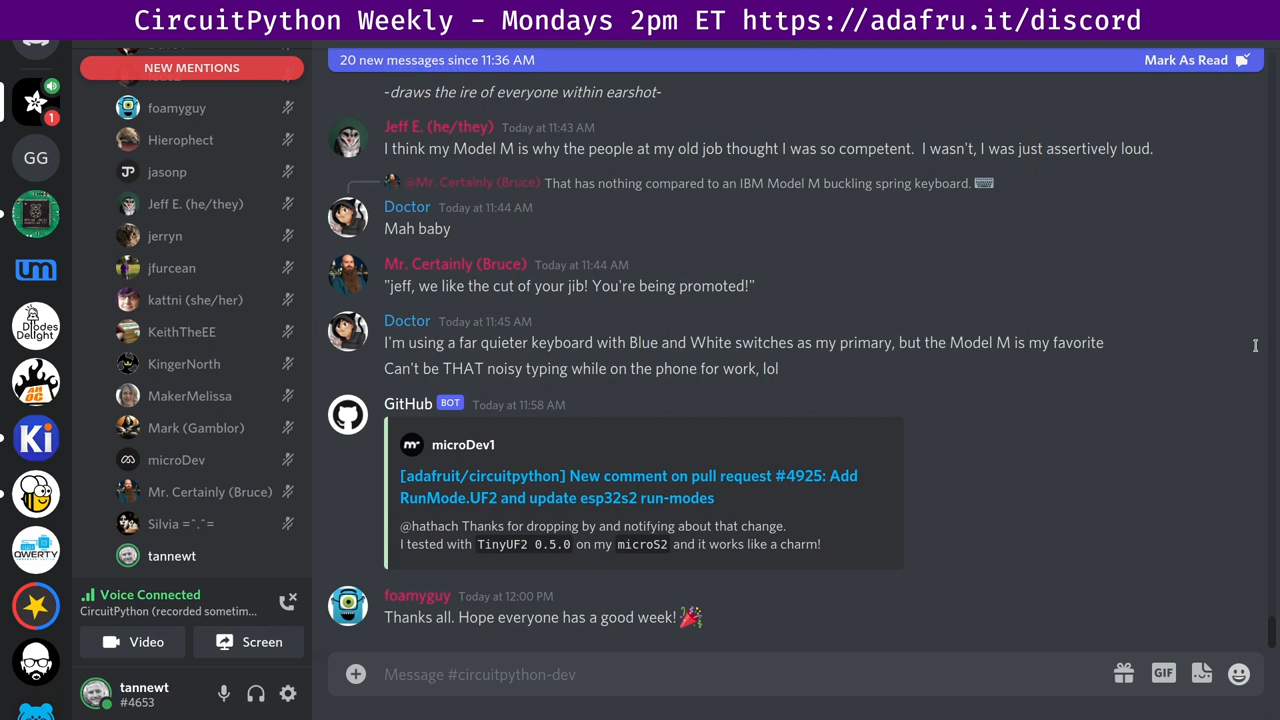 CircuitPython Weekly - Mondays 2pm ET https://adafru.it/discord
NEW MENTIONS
foamyguy
Hierophect
jasonp
Jeff E. (he/they)
jerryn
jfurcean
kattni (she/her)
KeithTheEE
KingerNorth
MakerMelissa
Mark (Gamblor)
microDev
Mr. Certainly (Bruce)
Silvia =^.^=
tannewt
Voice Connected
CircuitPython (recorded sometim...
Video
Screen
tannewt
#4653
1
GG
JP
um
Diodes Delight
Ki
QWERTY
20 new messages since 11:36 AM
Mark As Read
-draws the ire of everyone within earshot-
Jeff E. (he/they) Today at 11:43 AM
I think my Model M is why the people at my old job thought I was so competent.  I wasn't, I was just assertively loud.
@Mr. Certainly (Bruce) That has nothing compared to an IBM Model M buckling spring keyboard. ⌨️
Doctor Today at 11:44 AM
Mah baby
Mr. Certainly (Bruce) Today at 11:44 AM
"jeff, we like the cut of your jib! You're being promoted!"
Doctor Today at 11:45 AM
I'm using a far quieter keyboard with Blue and White switches as my primary, but the Model M is my favorite
Can't be THAT noisy typing while on the phone for work, lol
GitHub BOT Today at 11:58 AM
microDev1
[adafruit/circuitpython] New comment on pull request #4925: Add
RunMode.UF2 and update esp32s2 run-modes
@hathach Thanks for dropping by and notifying about that change.
I tested with TinyUF2 0.5.0 on my microS2 and it works like a charm!
foamyguy Today at 12:00 PM
Thanks all. Hope everyone has a good week! 🎉
Message #circuitpython-dev
GIF